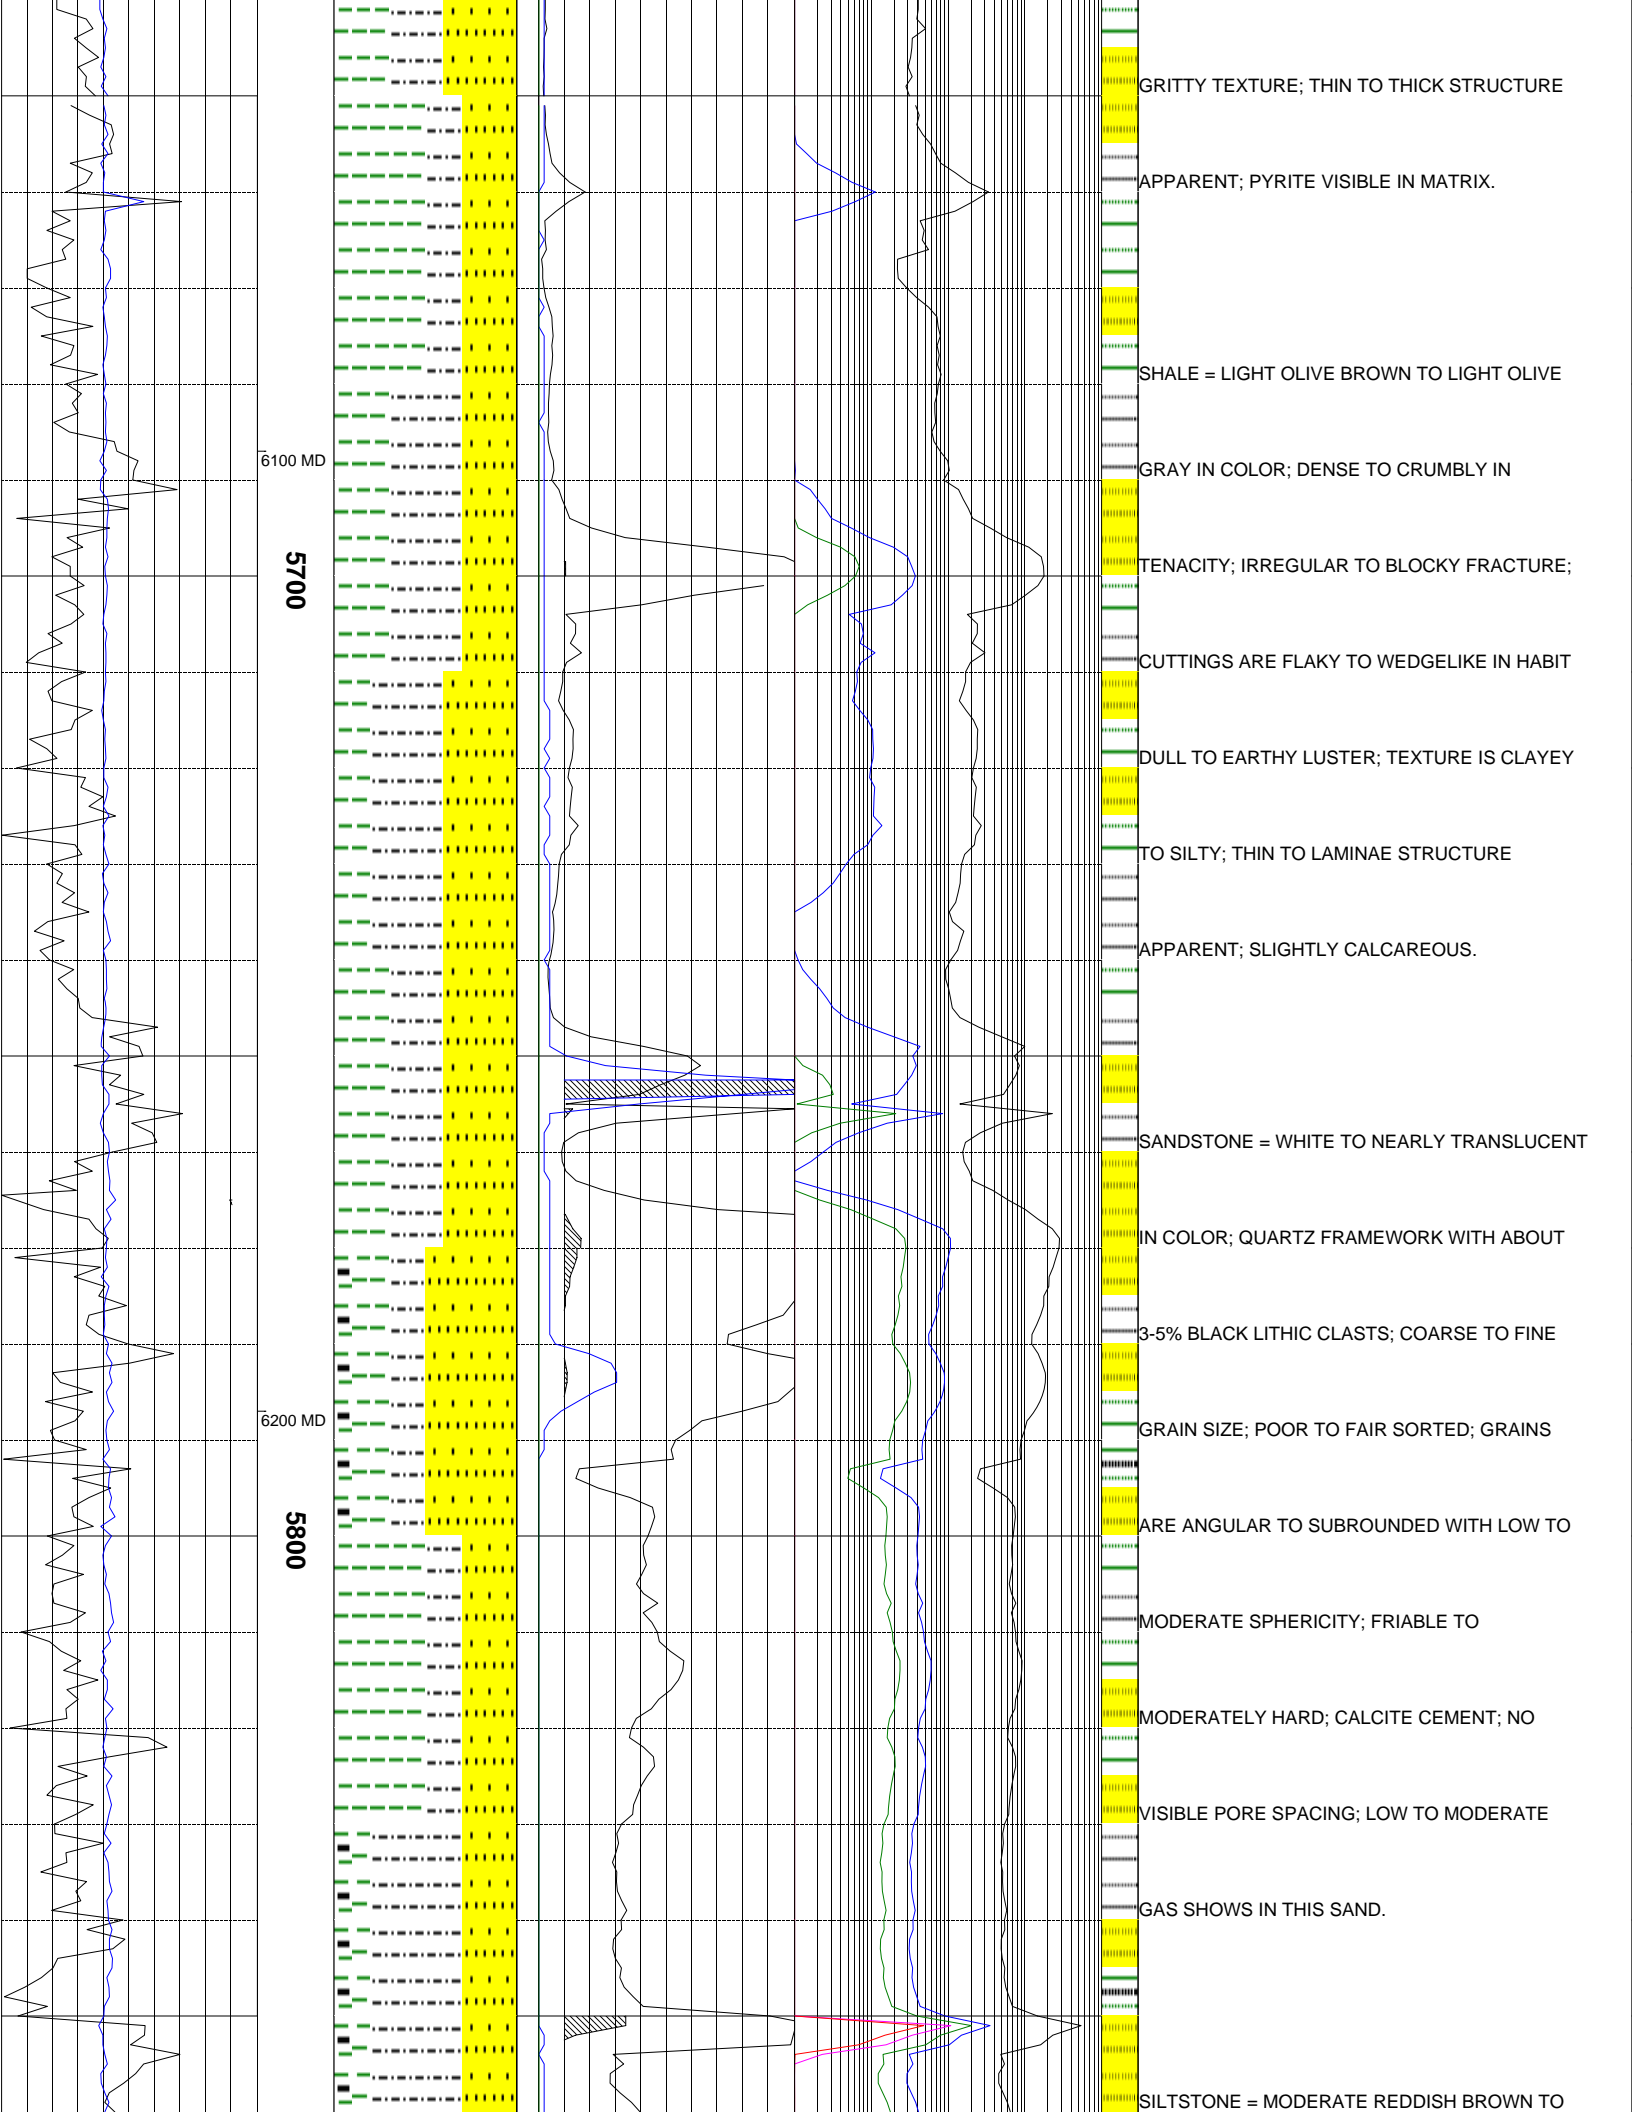 GRITTY TEXTURE; THIN TO THICK STRUCTURE
APPARENT; PYRITE VISIBLE IN MATRIX.
SHALE = LIGHT OLIVE BROWN TO LIGHT OLIVE
6100 MD
GRAY IN COLOR; DENSE TO CRUMBLY IN
5700
TENACITY; IRREGULAR TO BLOCKY FRACTURE;
CUTTINGS ARE FLAKY TO WEDGELIKE IN HABIT
DULL TO EARTHY LUSTER; TEXTURE IS CLAYEY
TO SILTY; THIN TO LAMINAE STRUCTURE
APPARENT; SLIGHTLY CALCAREOUS.
SANDSTONE = WHITE TO NEARLY TRANSLUCENT
IN COLOR; QUARTZ FRAMEWORK WITH ABOUT
3-5% BLACK LITHIC CLASTS; COARSE TO FINE
6200 MD
GRAIN SIZE; POOR TO FAIR SORTED; GRAINS
5800
ARE ANGULAR TO SUBROUNDED WITH LOW TO
MODERATE SPHERICITY; FRIABLE TO
MODERATELY HARD; CALCITE CEMENT; NO
VISIBLE PORE SPACING; LOW TO MODERATE
GAS SHOWS IN THIS SAND.
SILTSTONE = MODERATE REDDISH BROWN TO